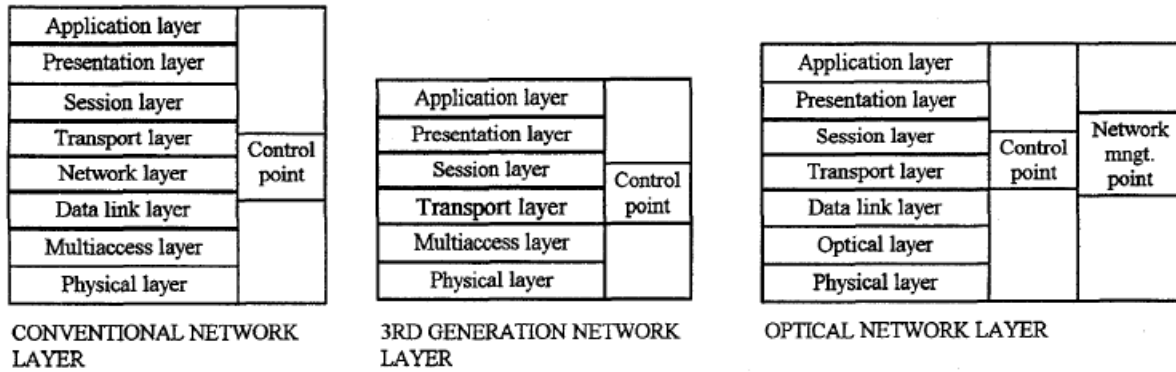 Application layer
Presentation layer
Session layer
Transport layer
Network layer
Data link layer
Multiaccess layer
Physical layer
Control
point
CONVENTIONAL NETWORK
LAYER
Application layer
Presentation layer
Session layer
Transport layer
Multiaccess layer
Physical layer
Control
point
3RD GENERATION NETWORK
LAYER
Application layer
Presentation layer
Session layer
Transport layer
Data link layer
Optical layer
Physical layer
Control
point
Network
mngt.
point
OPTICAL NETWORK LAYER